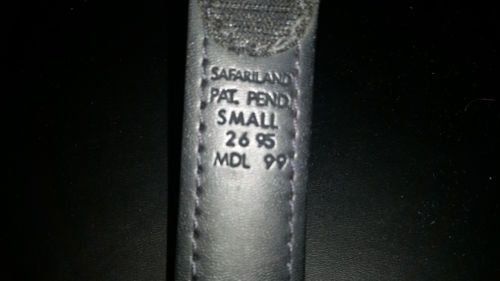 SAFARILAND
PAT. PEND.
SMALL
26 95
MDL 99